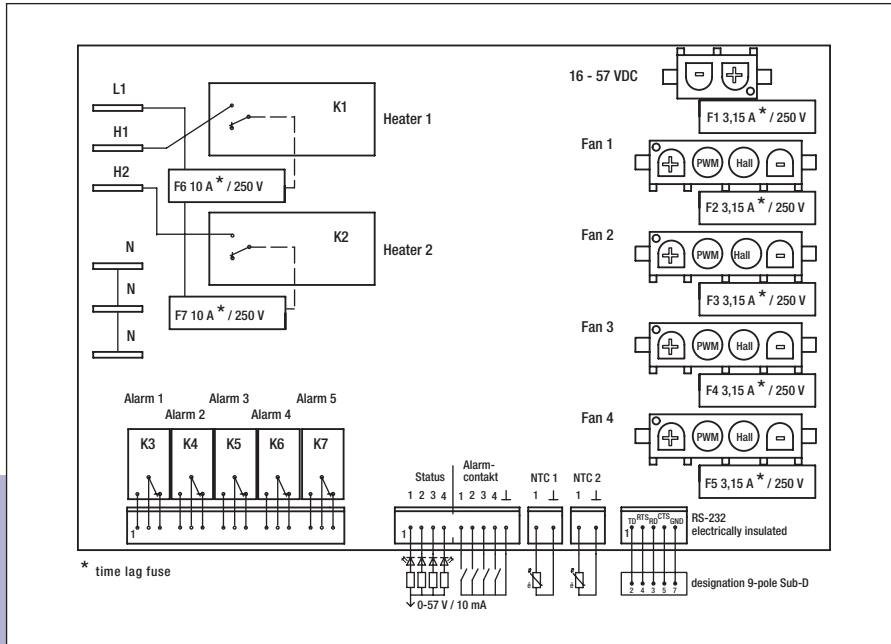 L1
H1
H2
N
N
N
K1
Heater 1
F6 10 A * / 250 V
K2
Heater 2
F7 10 A * / 250 V
16 - 57 VDC
- +
F1 3,15 A * / 250 V
Fan 1
+ PWM Hall -
F2 3,15 A * / 250 V
Fan 2
+ PWM Hall -
F3 3,15 A * / 250 V
Fan 3
+ PWM Hall -
F4 3,15 A * / 250 V
Fan 4
+ PWM Hall -
F5 3,15 A * / 250 V
Alarm 1 Alarm 3 Alarm 5
Alarm 2 Alarm 4
K3 K4 K5 K6 K7
1
Status
Alarm-
contakt
1 2 3 4 1 2 3 4 ⊥
1
0-57 V / 10 mA
NTC 1
1 ⊥
NTC 2
1 ⊥
TD RTS RD CTS GND
1
RS-232
electrically insulated
2 4 3 5 7
designation 9-pole Sub-D
* time lag fuse